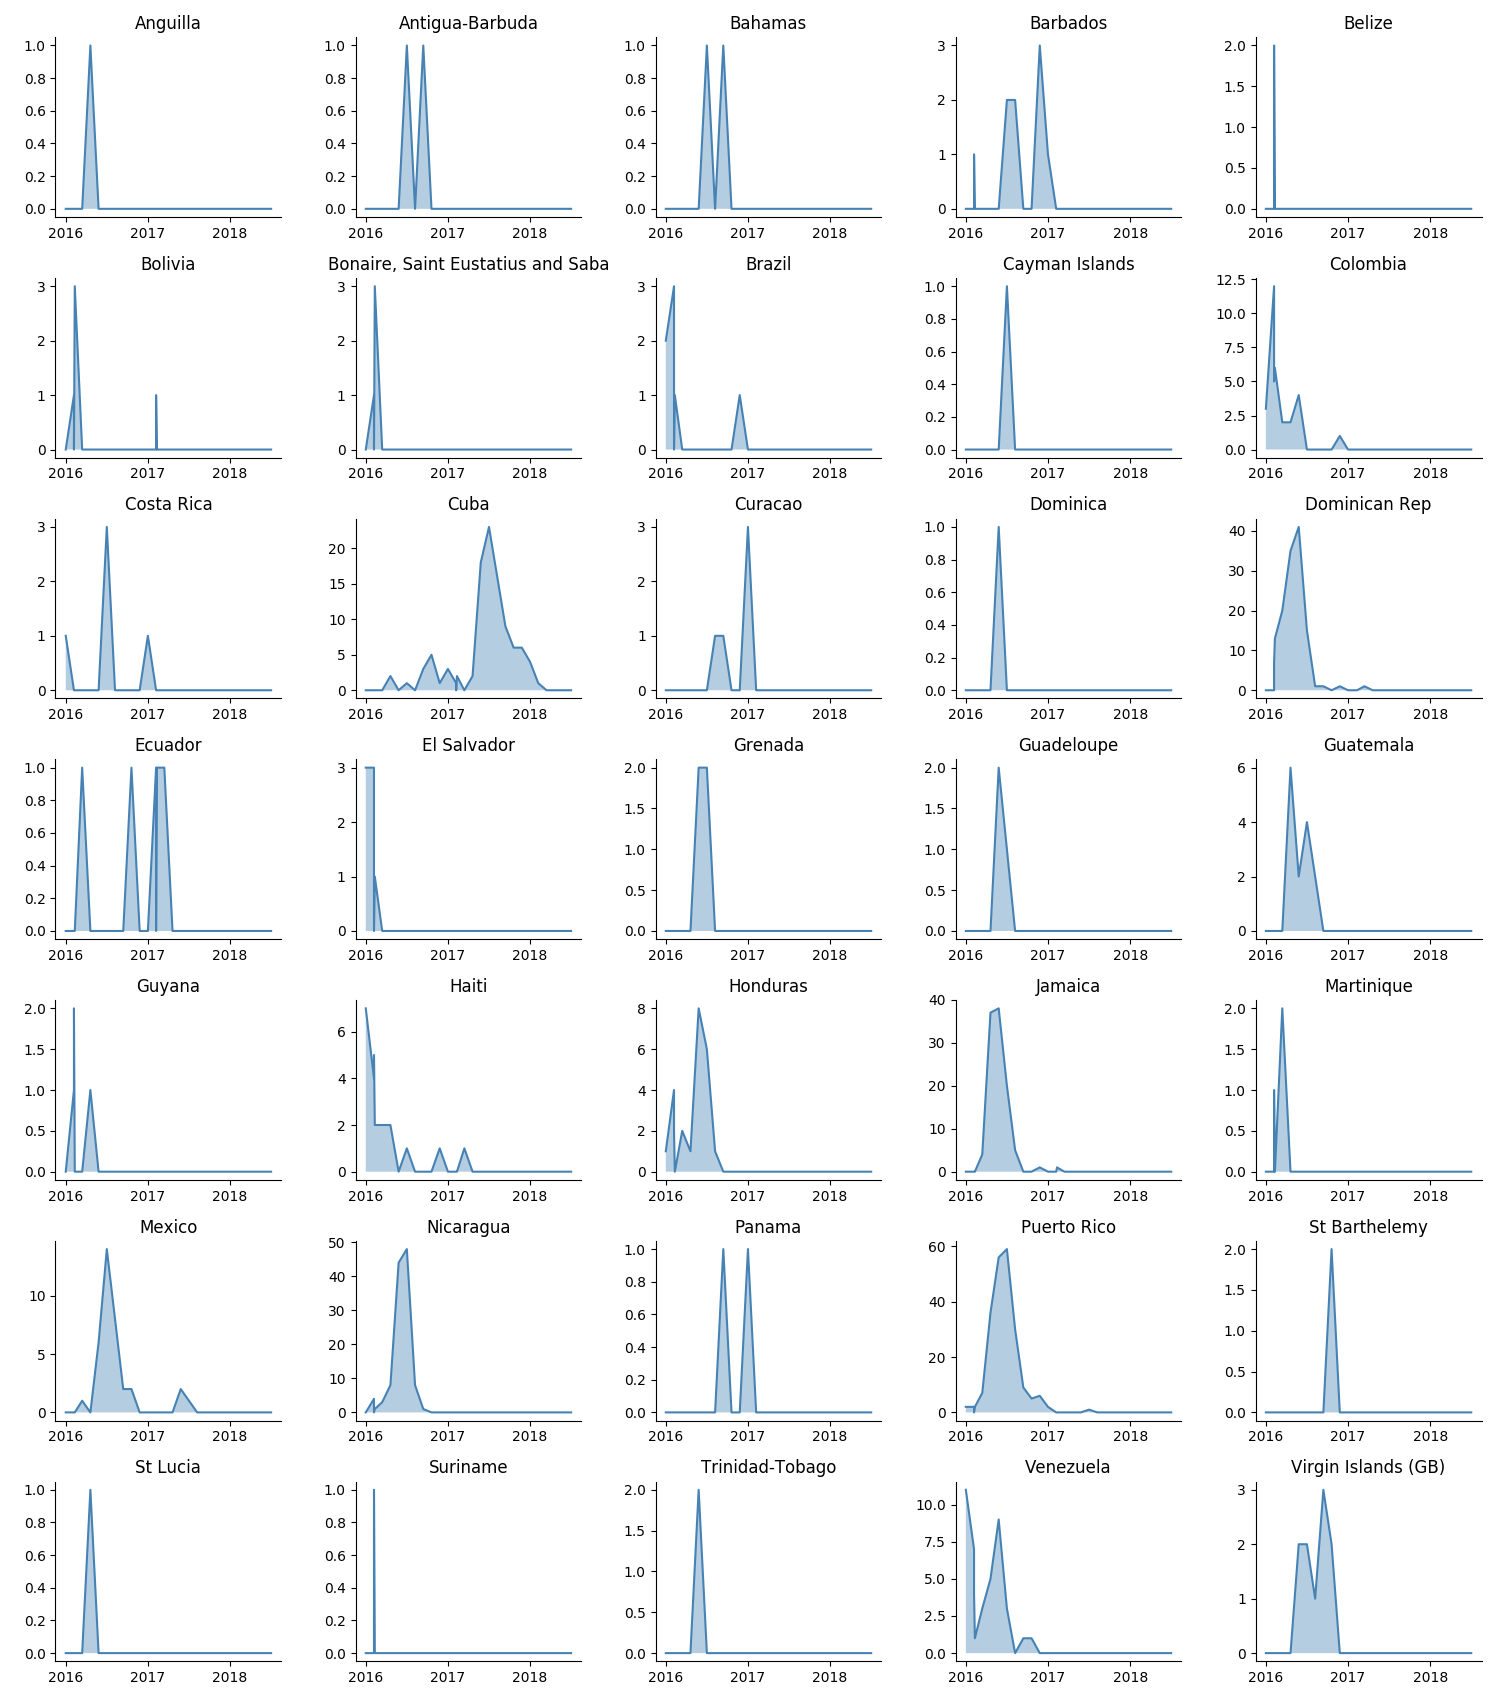 Anguilla Antigua-Barbuda Bahamas Barbados Belize
1.0 1.0 1.0 3 2.0
0.8 0.8 0.8 2 1.5
0.6 0.6 0.6 1 1.0
0.4 0.4 0.4 0 0.5
0.2 0.2 0.2 0.0
0.0 0.0 0.0
2016 2017 2018 2016 2017 2018 2016 2017 2018 2016 2017 2018 2016 2017 2018
Bolivia Bonaire, Saint Eustatius and Saba Brazil Cayman Islands Colombia
3 3 3 1.0 12.5
2 2 2 0.8 10.0
1 1 1 0.6 7.5
0 0 0 0.4 5.0
0.2 2.5
0.0 0.0
2016 2017 2018 2016 2017 2018 2016 2017 2018 2016 2017 2018 2016 2017 2018
Costa Rica Cuba Curacao Dominica Dominican Rep
3 20 3 1.0 40
2 15 2 0.8 30
1 10 1 0.6 20
0 5 0 0.4 10
0 0.2 0
0.0
2016 2017 2018 2016 2017 2018 2016 2017 2018 2016 2017 2018 2016 2017 2018
Ecuador El Salvador Grenada Guadeloupe Guatemala
1.0 3 2.0 2.0 6
0.8 2 1.5 1.5 4
0.6 1 1.0 1.0 2
0.4 0 0.5 0.5 0
0.2 0.0 0.0
0.0
2016 2017 2018 2016 2017 2018 2016 2017 2018 2016 2017 2018 2016 2017 2018
Guyana Haiti Honduras Jamaica Martinique
2.0 6 8 40 2.0
1.5 4 6 30 1.5
1.0 2 4 20 1.0
0.5 0 2 10 0.5
0.0 0 0 0.0
2016 2017 2018 2016 2017 2018 2016 2017 2018 2016 2017 2018 2016 2017 2018
Mexico Nicaragua Panama Puerto Rico St Barthelemy
10 50 1.0 60 2.0
5 40 0.8 40 1.5
0 30 0.6 20 1.0
20 0.4 0 0.5
10 0.2 0.0
0 0.0
2016 2017 2018 2016 2017 2018 2016 2017 2018 2016 2017 2018 2016 2017 2018
St Lucia Suriname Trinidad-Tobago Venezuela Virgin Islands (GB)
1.0 1.0 2.0 10.0 3
0.8 0.8 1.5 7.5 2
0.6 0.6 1.0 5.0 1
0.4 0.4 0.5 2.5 0
0.2 0.2 0.0 0.0
0.0 0.0
2016 2017 2018 2016 2017 2018 2016 2017 2018 2016 2017 2018 2016 2017 2018